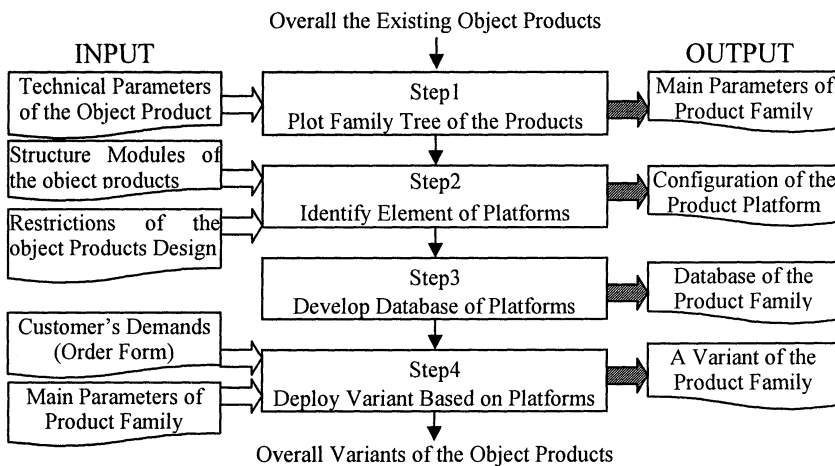 Overall the Existing Object Products
INPUT
OUTPUT
Technical Parameters
of the Object Product
Step1
Plot Family Tree of the Products
Main Parameters of
Product Family
Structure Modules of
the object products
Restrictions of the
object Products Design
Step2
Identify Element of Platforms
Configuration of the
Product Platform
Step3
Develop Database of Platforms
Database of the
Product Family
Customer's Demands
(Order Form)
Main Parameters of
Product Family
Step4
Deploy Variant Based on Platforms
A Variant of the
Product Family
Overall Variants of the Object Products